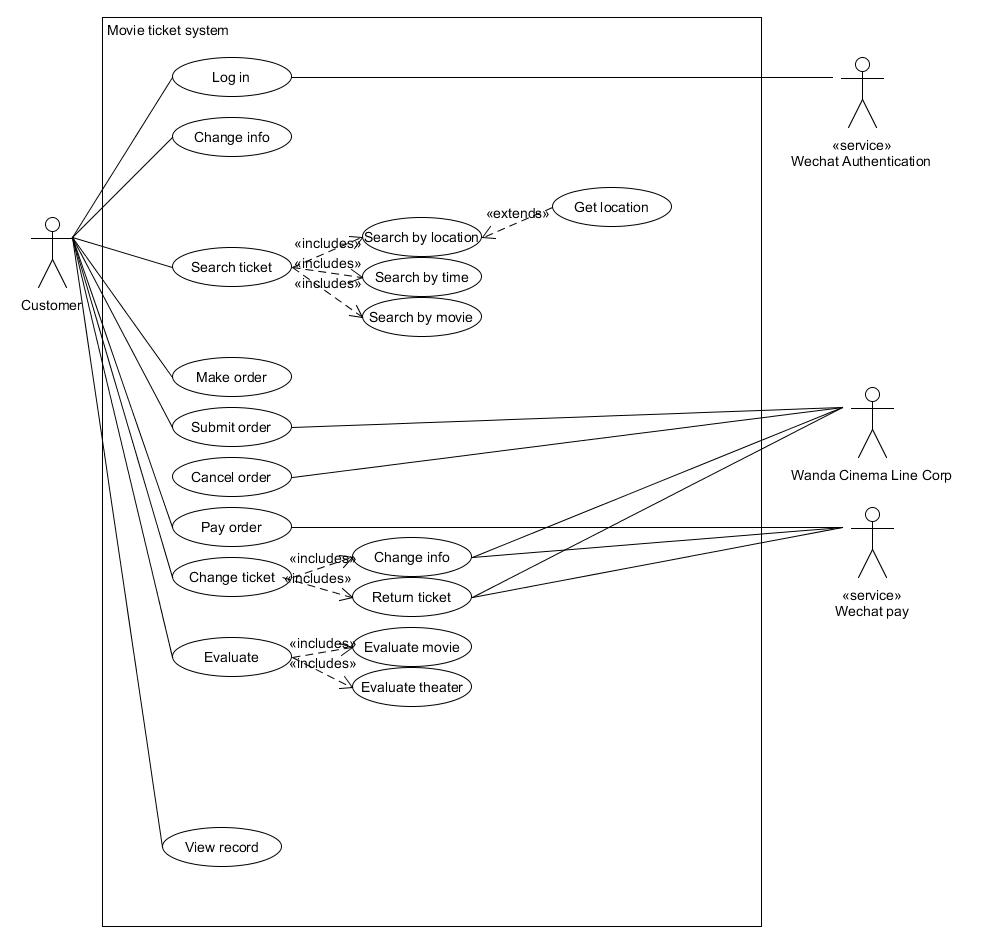 Movie ticket system
Log in
Change info
«service»
Wechat Authentication
Get location
«extends»
Search by location
«includes»
Search ticket
«includes»
Search by time
«includes»
Search by movie
Customer
Make order
Submit order
Cancel order
Wanda Cinema Line Corp
Pay order
Change ticket
«includes»
Change info
«includes»
Return ticket
«service»
Wechat pay
Evaluate
«includes»
Evaluate movie
«includes»
Evaluate theater
View record